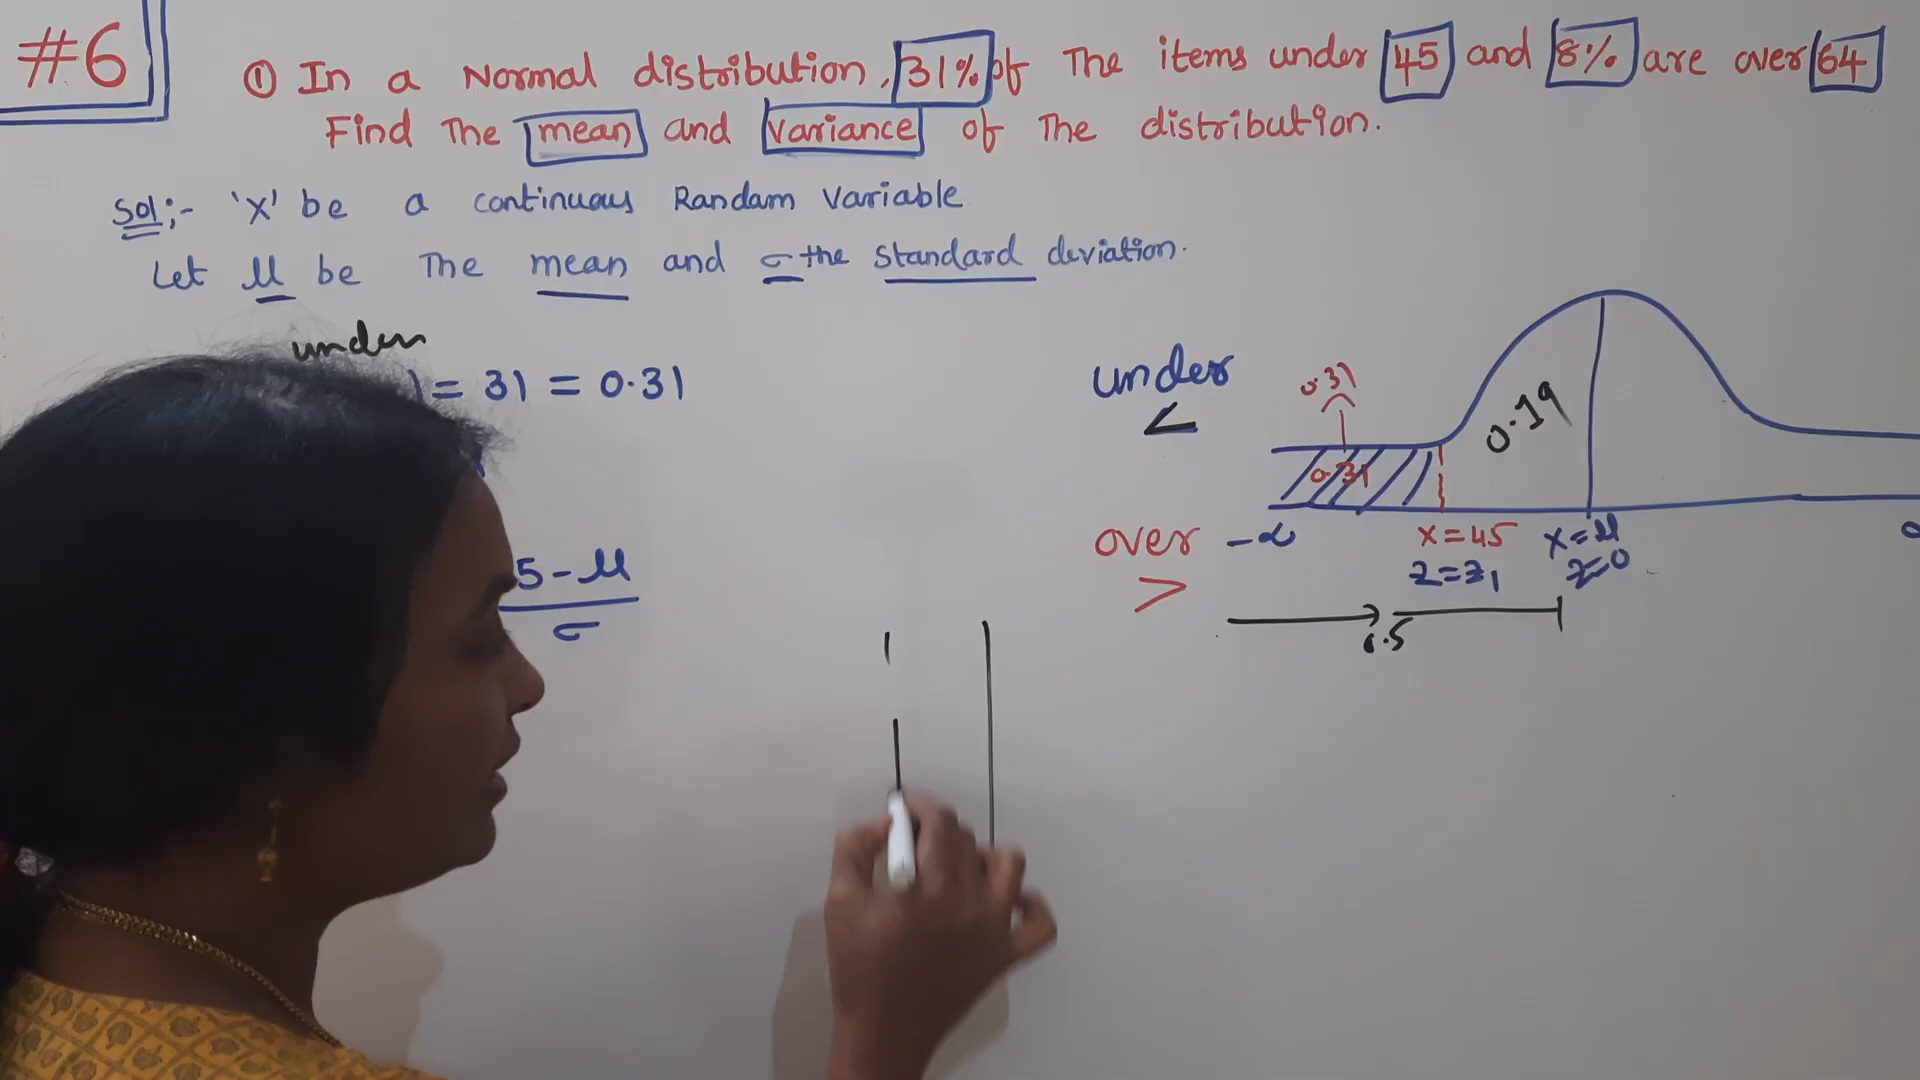 #6
① In a Normal distribution, 31% of The items under 45 and 8% are over 64
Find The mean and variance of The distribution.
Sol:- 'X' be a continuous Random Variable
Let μ be The mean and σ the standard deviation.
under
) = 31 = 0.31
5 - μ
σ
under
<
over
>
0.31
0.31
0.19
-∞
X=45
Z=Z1
X=μ
Z=0
0.5